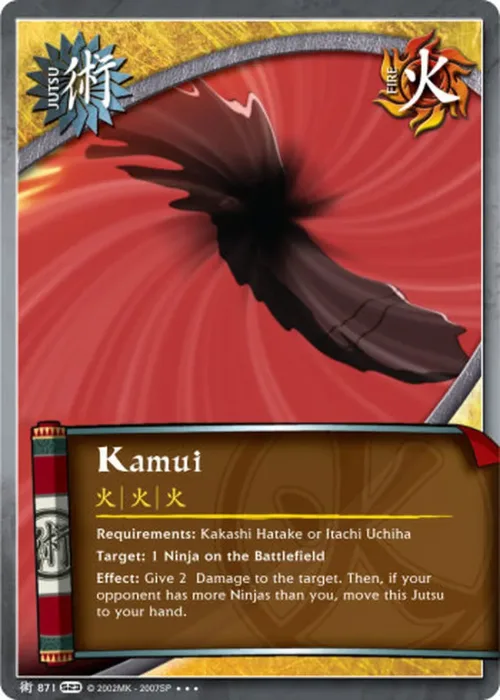 JUTSU 術
FIRE 火
Kamui
火|火|火
Requirements: Kakashi Hatake or Itachi Uchiha
Target: 1 Ninja on the Battlefield
Effect: Give 2 Damage to the target. Then, if your
opponent has more Ninjas than you, move this Jutsu
to your hand.
術
術 871 © 2002MK - 2007SP